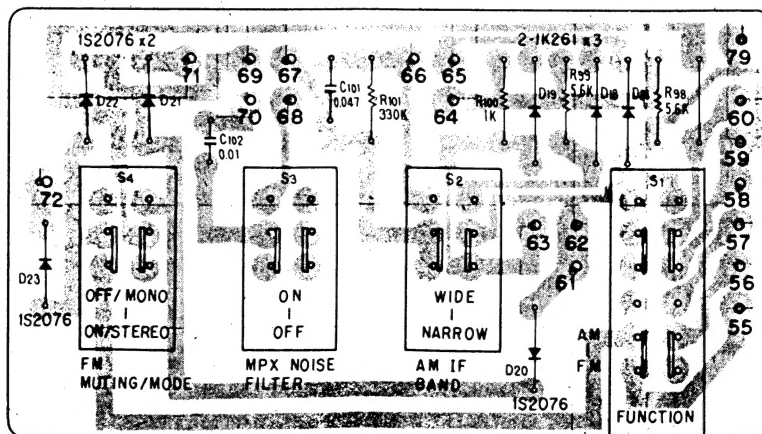 1S2076 x2
2-1K261 x3
71
69
67
66
65
79
D22
D21
C101
0.047
R101
330K
R100
1K
D19
R99
5.6K
D18
R98
5.6K
70
68
64
60
C102
0.01
59
S4
S3
S2
S1
72
58
63
62
57
D23
61
56
1S2076
OFF/MONO
ON/STEREO
ON
OFF
WIDE
NARROW
55
AM
FM
FM
MUTING/MODE
MPX NOISE
FILTER
AM IF
BAND
D20
1S2076
FUNCTION